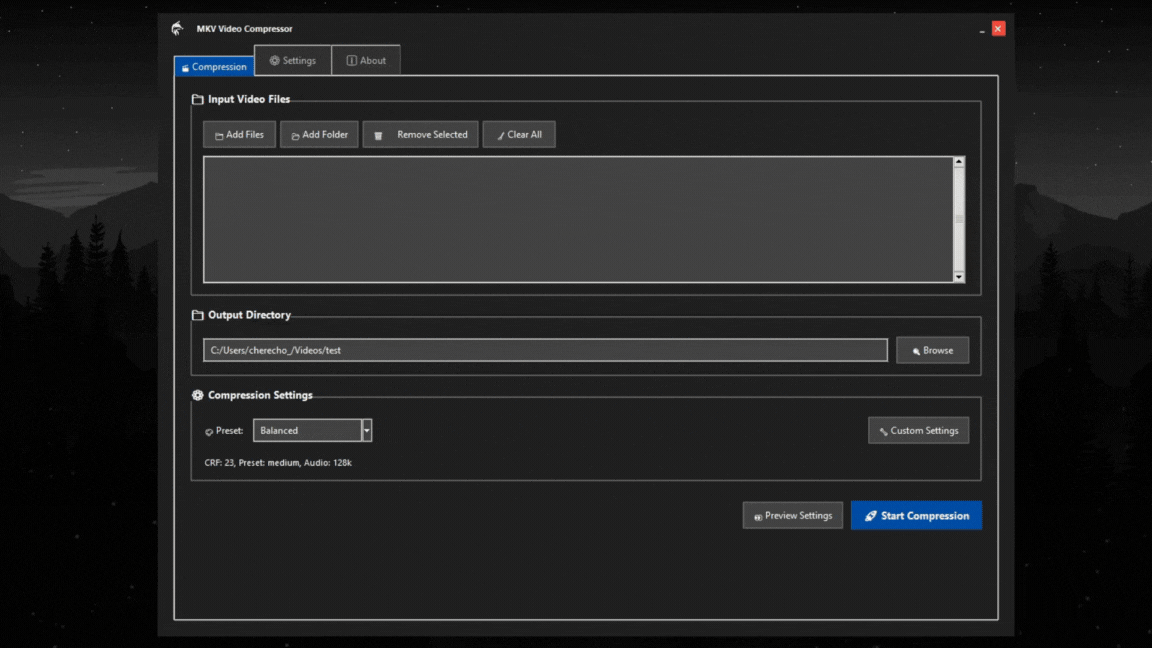 MKV Video Compressor
Compression
Settings
About
Input Video Files
Add Files
Add Folder
Remove Selected
Clear All
Output Directory
C:/Users/cherecho_/Videos/test
Browse
Compression Settings
Preset:
Balanced
Custom Settings
CRF: 23, Preset: medium, Audio: 128k
Preview Settings
Start Compression